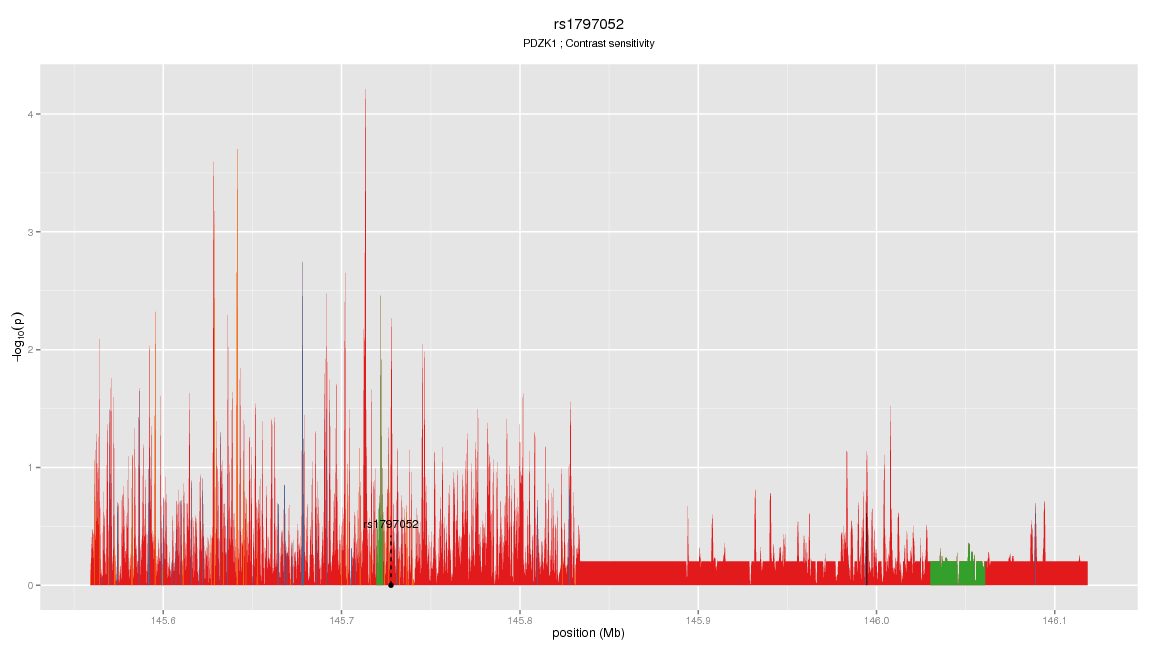 rs1797052
PDZK1 ; Contrast sensitivity
4
3
2
1
0
−log10(p)
rs1797052
145.6 145.7 145.8 145.9 146.0 146.1
position (Mb)